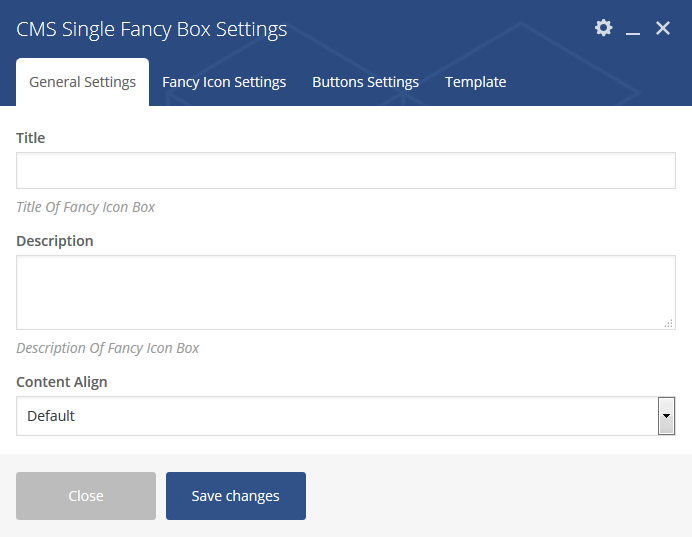 CMS Single Fancy Box Settings
General Settings Fancy Icon Settings Buttons Settings Template
Title
Title Of Fancy Icon Box
Description
Description Of Fancy Icon Box
Content Align
Default
Close Save changes